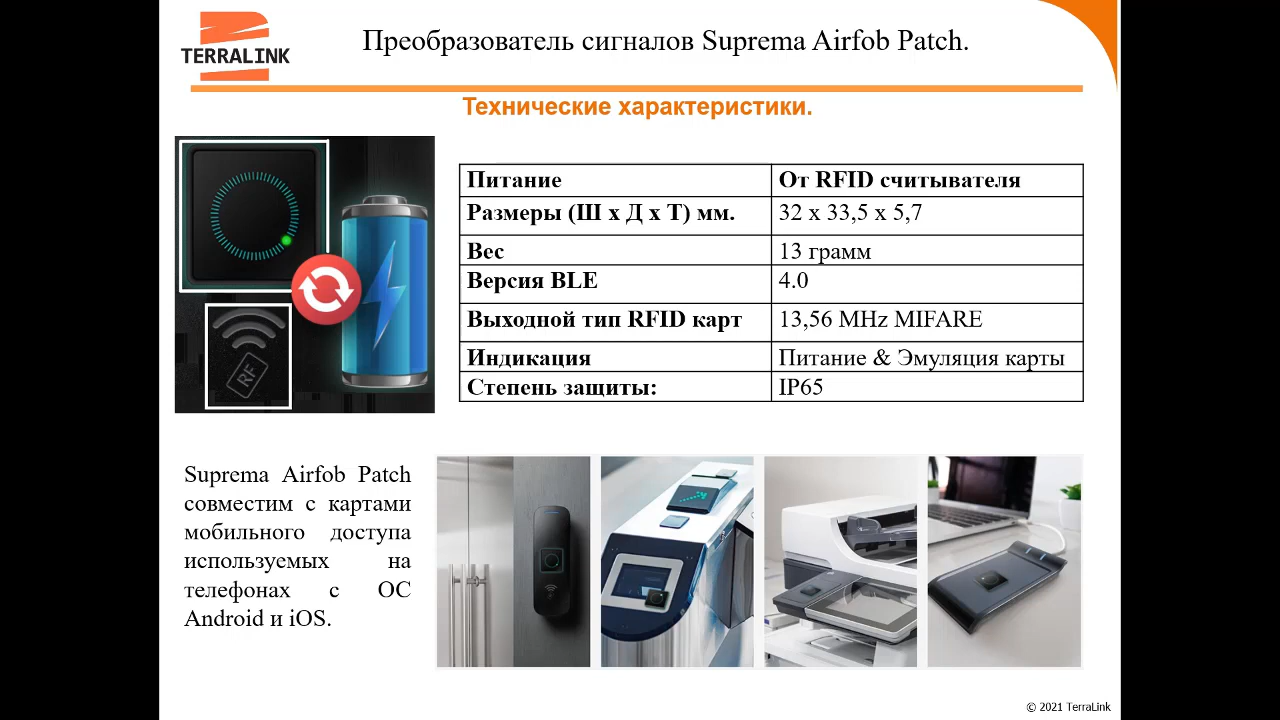 TERRALINK
Преобразователь сигналов Suprema Airfob Patch.
Технические характеристики.
RF
Питание От RFID считывателя
Размеры (Ш х Д х Т) мм. 32 х 33,5 х 5,7
Вес 13 грамм
Версия BLE 4.0
Выходной тип RFID карт 13,56 MHz MIFARE
Индикация Питание & Эмуляция карты
Степень защиты: IP65
Suprema Airfob Patch
совместим с картами
мобильного доступа
используемых на
телефонах с ОС
Android и iOS.
© 2021 TerraLink